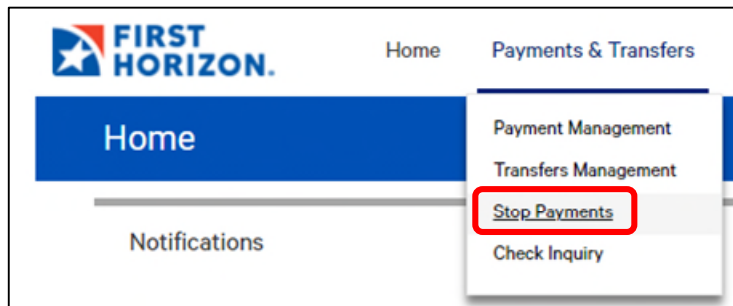 FIRST
HORIZON.
Home
Payments & Transfers
Home
Payment Management
Transfers Management
Stop Payments
Check Inquiry
Notifications